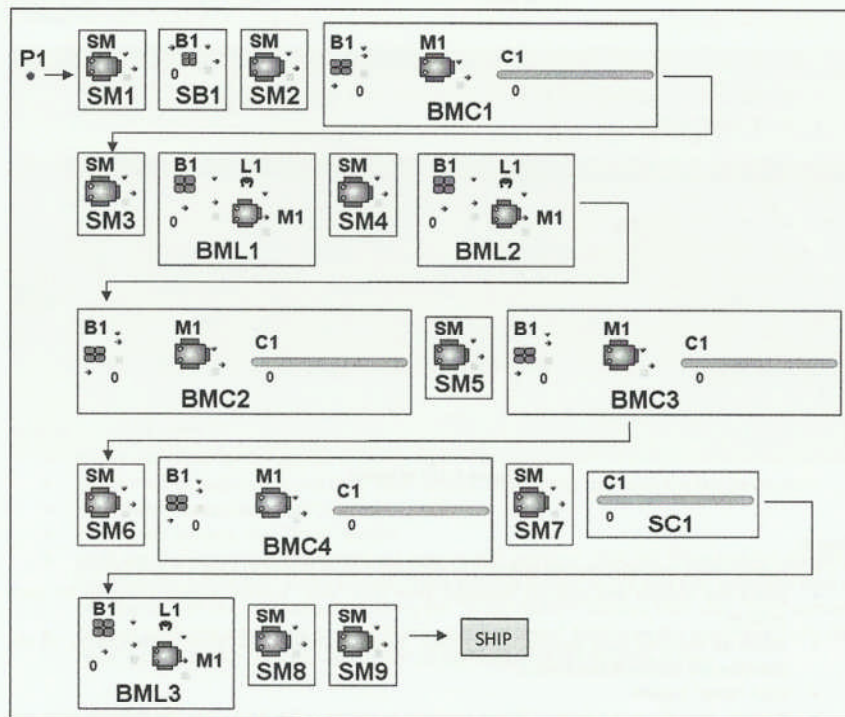 P1
SM
SM1
B1
0
SB1
SM
SM2
B1
0
M1
C1
0
BMC1
SM
SM3
B1
0
L1
M1
BML1
SM
SM4
B1
0
L1
M1
BML2
B1
0
M1
C1
0
BMC2
SM
SM5
B1
0
M1
C1
0
BMC3
SM
SM6
B1
0
M1
C1
0
BMC4
SM
SM7
C1
0
SC1
B1
0
L1
M1
BML3
SM
SM8
SM
SM9
SHIP